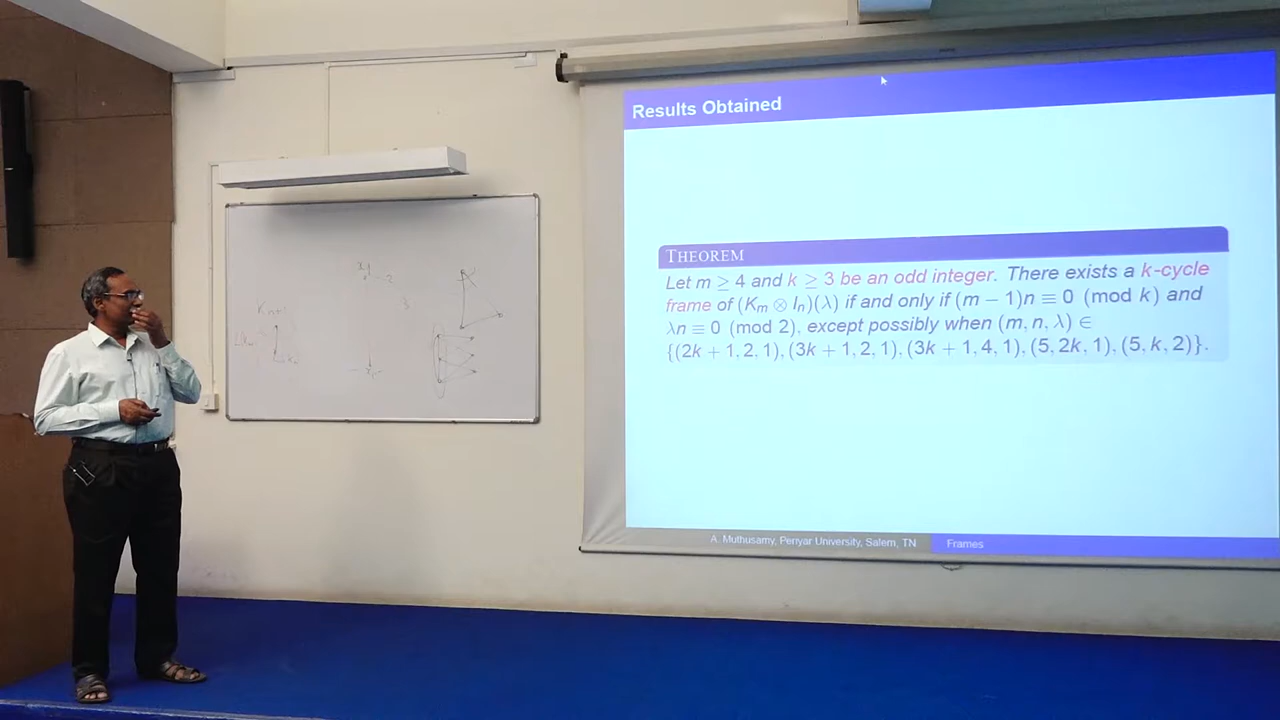 Results Obtained
THEOREM
Let m ≥ 4 and k ≥ 3 be an odd integer. There exists a k-cycle
frame of (Kₘ ⊗ Iₙ)(λ) if and only if (m − 1)n ≡ 0 (mod k) and
λn ≡ 0 (mod 2), except possibly when (m, n, λ) ∈
{(2k + 1, 2, 1), (3k + 1, 2, 1), (3k + 1, 4, 1), (5, 2k, 1), (5, k, 2)}.
A. Muthusamy, Periyar University, Salem, TN
Frames